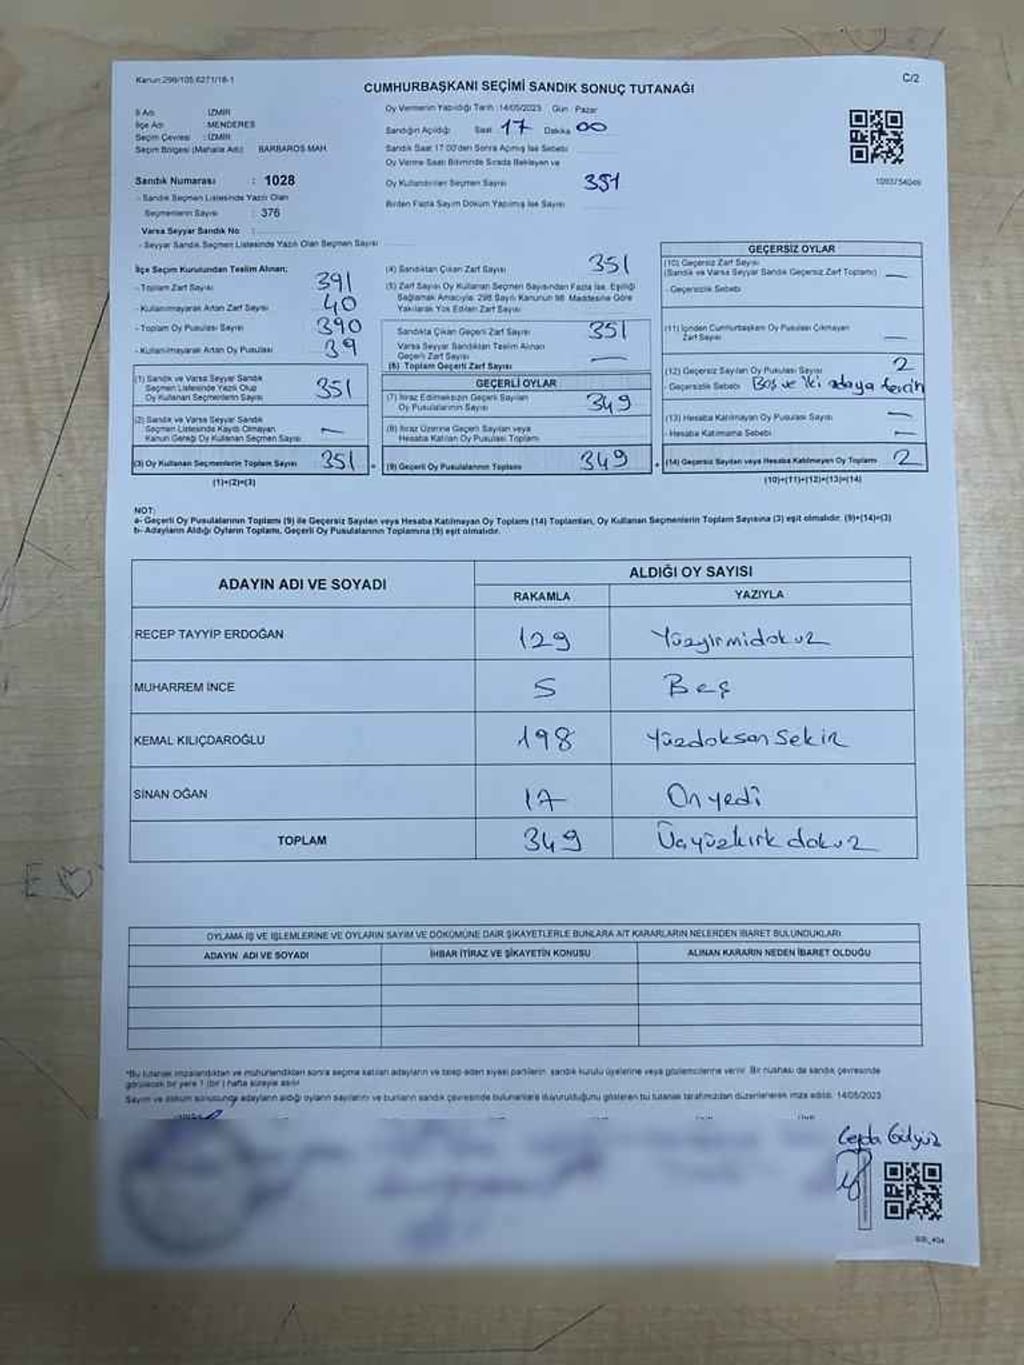 Kanun:298/105 6271/18-1
C/2
CUMHURBAŞKANI SEÇİMİ SANDIK SONUÇ TUTANAĞI
İl Adı : İZMİR
İlçe Adı : MENDERES
Seçim Çevresi : İZMİR
Seçim Bölgesi (Mahalle Adı) BARBAROS MAH.
Sandık Numarası : 1028
- Sandık Seçmen Listesinde Yazılı Olan
Seçmenlerin Sayısı : 376
Varsa Seyyar Sandık No :
- Seyyar Sandık Seçmen Listesinde Yazılı Olan Seçmen Sayısı
Oy Vermenin Yapıldığı Tarih : 14/05/2023 Gün : Pazar
Sandığın Açıldığı Saat 17 Dakika 00
Sandık Saat 17.00'den Sonra Açılmış İse Sebebi
Oy Verme Saati Bitiminde Sırada Bekleyen ve
Oy Kullandırılan Seçmen Sayısı 351
Birden Fazla Sayım Döküm Yapılmış İse Sayısı
1093754049
İlçe Seçim Kurulundan Teslim Alınan;
- Toplam Zarf Sayısı 391
- Kullanılmayarak Artan Zarf Sayısı 40
- Toplam Oy Pusulası Sayısı 390
- Kullanılmayarak Artan Oy Pusulası 39
(1) Sandık ve Varsa Seyyar Sandık
Seçmen Listesinde Yazılı Olup
Oy Kullanan Seçmenlerin Sayısı 351
(2) Sandık ve Varsa Seyyar Sandık
Seçmen Listesinde Kayıtlı Olmayan
Kanun Gereği Oy Kullanan Seçmen Sayısı —
(3) Oy Kullanan Seçmenlerin Toplam Sayısı 351
(1)+(2)=(3)
(4) Sandıktan Çıkan Zarf Sayısı 351
(5) Zarf Sayısı Oy Kullanan Seçmen Sayısından Fazla İse, Eşitliği
Sağlamak Amacıyla; 298 Sayılı Kanunun 98. Maddesine Göre
Yakılarak Yok Edilen Zarf Sayısı
Sandıkta Çıkan Geçerli Zarf Sayısı 351
Varsa Seyyar Sandıktan Teslim Alınan
Geçerli Zarf Sayısı —
(6) Toplam Geçerli Zarf Sayısı
GEÇERLİ OYLAR
(7) İtiraz Edilmeksizin Geçerli Sayılan
Oy Pusulalarının Sayısı 349
(8) İtiraz Üzerine Geçerli Sayılan veya
Hesaba Katılan Oy Pusulası Toplamı
(9) Geçerli Oy Pusulalarının Toplamı 349
GEÇERSİZ OYLAR
(10) Geçersiz Zarf Sayısı
(Sandık ve Varsa Seyyar Sandık Geçersiz Zarf Toplamı) —
- Geçersizlik Sebebi
(11) İçinden Cumhurbaşkanı Oy Pusulası Çıkmayan
Zarf Sayısı —
(12) Geçersiz Sayılan Oy Pusulası Sayısı 2
- Geçersizlik Sebebi Boş ve iki adaya tercih
(13) Hesaba Katılmayan Oy Pusulası Sayısı —
- Hesaba Katılmama Sebebi —
(14) Geçersiz Sayılan veya Hesaba Katılmayan Oy Toplamı 2
(10)+(11)+(12)+(13)=(14)
NOT:
a- Geçerli Oy Pusulalarının Toplamı (9) ile Geçersiz Sayılan veya Hesaba Katılmayan Oy Toplamı (14) Toplamları, Oy Kullanan Seçmenlerin Toplam Sayısına (3) eşit olmalıdır. (9)+(14)=(3)
b- Adayların Aldığı Oyların Toplamı, Geçerli Oy Pusulalarının Toplamına (9) eşit olmalıdır.
ADAYIN ADI VE SOYADI
ALDIĞI OY SAYISI
RAKAMLA YAZIYLA
RECEP TAYYİP ERDOĞAN 129 Yüzyirmidokuz
MUHARREM İNCE 5 Beş
KEMAL KILIÇDAROĞLU 198 Yüzdoksansekiz
SİNAN OĞAN 17 Onyedi
TOPLAM 349 Üçyüzkırkdokuz
OYLAMA İŞ VE İŞLEMLERİNE VE OYLARIN SAYIM VE DÖKÜMÜNE DAİR ŞİKAYETLERLE BUNLARA AİT KARARLARIN NELERDEN İBARET BULUNDUKLARI
ADAYIN ADI VE SOYADI İHBAR İTİRAZ VE ŞİKAYETİN KONUSU ALINAN KARARIN NEDEN İBARET OLDUĞU
*Bu tutanak imzalandıktan ve mühürlendikten sonra seçime katılan adayların ve talep eden siyasi partilerin, sandık kurulu üyelerine veya gözlemcilerine verilir. Bir nüshası da sandık çevresinde
görülecek bir yere 1 (bir) hafta süreyle asılır.
Sayım ve döküm sonucunda adayların aldığı oyların sayılarını ve bunların sandık çevresinde bulunanlara duyurulduğunu gösteren bu tutanak tarafımızdan düzenlenerek imza edildi. 14/05/2023
Ceyda Gülyüz